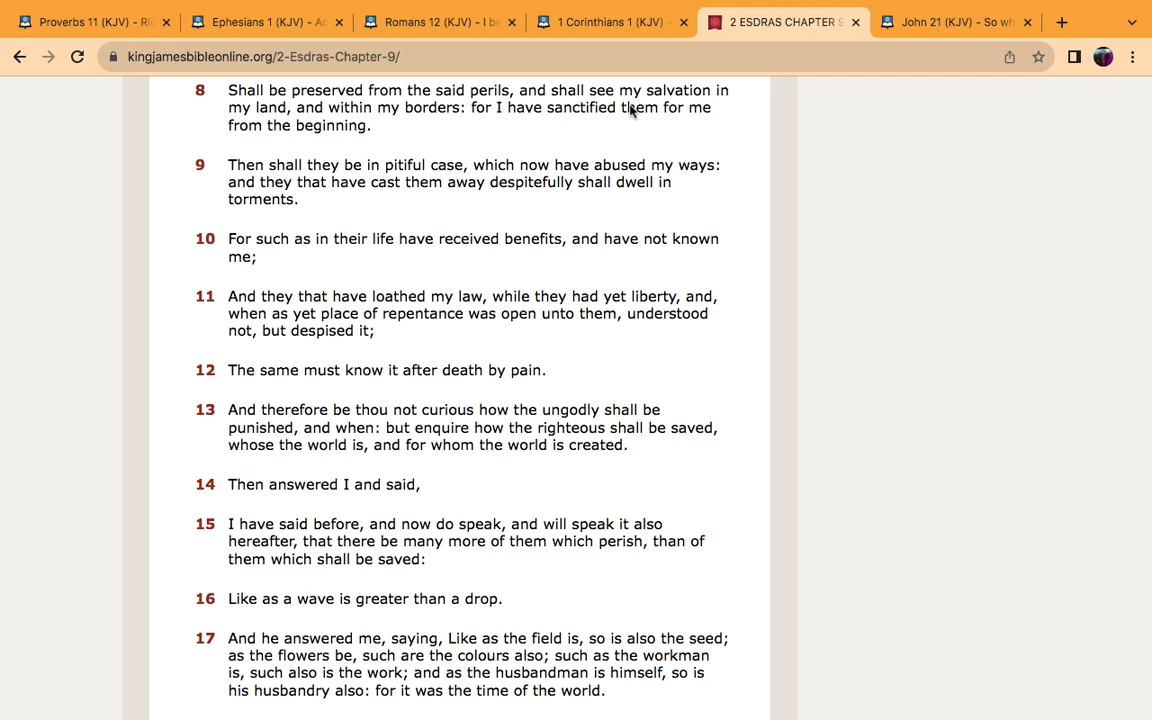 Proverbs 11 (KJV) - Ri
Ephesians 1 (KJV) - A
Romans 12 (KJV) - I be
1 Corinthians 1 (KJV) -
2 ESDRAS CHAPTER 9
John 21 (KJV) - So wh
kingjamesbibleonline.org/2-Esdras-Chapter-9/
8 Shall be preserved from the said perils, and shall see my salvation in
my land, and within my borders: for I have sanctified them for me
from the beginning.
9 Then shall they be in pitiful case, which now have abused my ways:
and they that have cast them away despitefully shall dwell in
torments.
10 For such as in their life have received benefits, and have not known
me;
11 And they that have loathed my law, while they had yet liberty, and,
when as yet place of repentance was open unto them, understood
not, but despised it;
12 The same must know it after death by pain.
13 And therefore be thou not curious how the ungodly shall be
punished, and when: but enquire how the righteous shall be saved,
whose the world is, and for whom the world is created.
14 Then answered I and said,
15 I have said before, and now do speak, and will speak it also
hereafter, that there be many more of them which perish, than of
them which shall be saved:
16 Like as a wave is greater than a drop.
17 And he answered me, saying, Like as the field is, so is also the seed;
as the flowers be, such are the colours also; such as the workman
is, such also is the work; and as the husbandman is himself, so is
his husbandry also: for it was the time of the world.